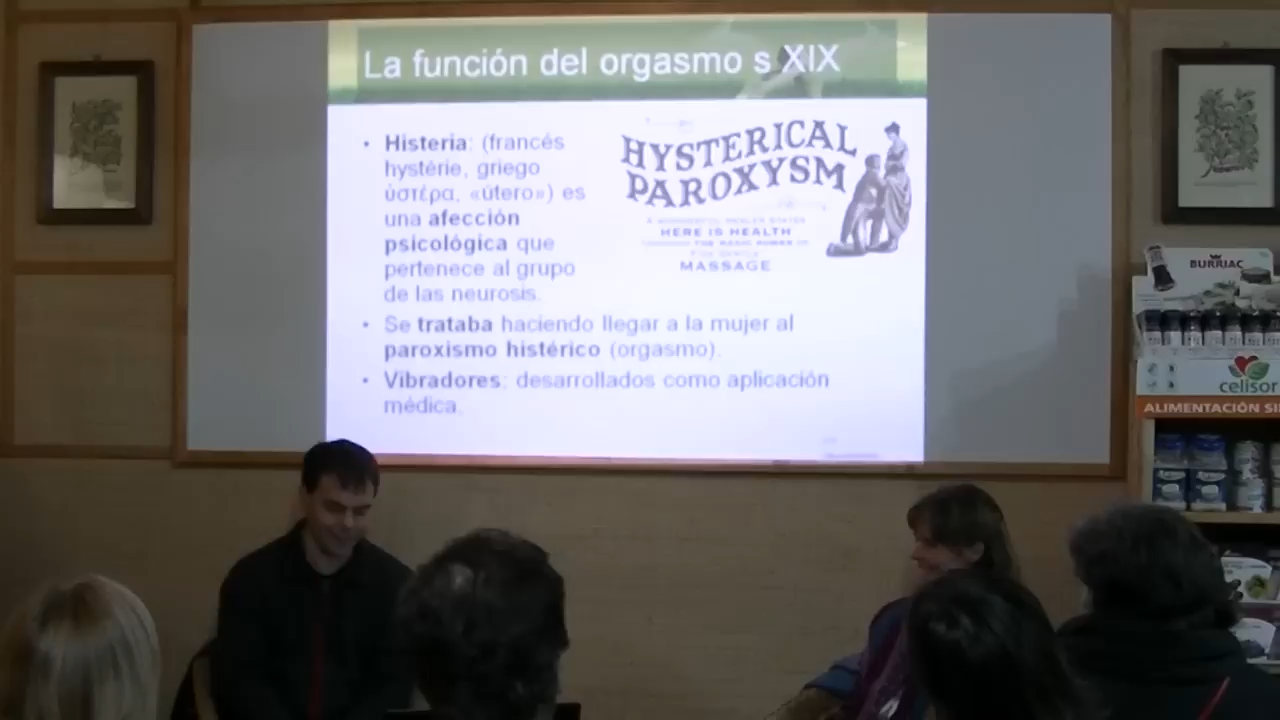 La función del orgasmo s XIX
• Histeria: (francés
hystérie, griego
ὑστέρα, «útero») es
una afección
psicológica que
pertenece al grupo
de las neurosis.
• Se trataba haciendo llegar a la mujer al
paroxismo histérico (orgasmo).
• Vibradores: desarrollados como aplicación
médica.
HYSTERICAL
PAROXYSM
HERE IS HEALTH
MASSAGE
BURRIAC
celisor
ALIMENTACIÓN SI